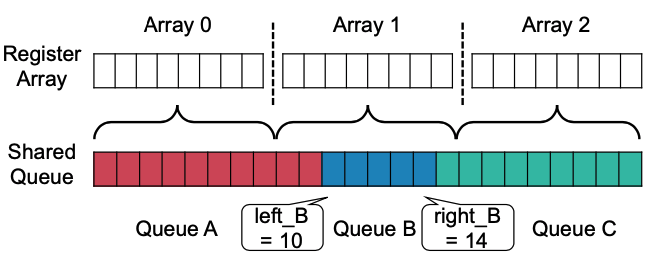 Array 0
Array 1
Array 2
Register
Array
Shared
Queue
Queue A
left_B
= 10
Queue B
right_B
= 14
Queue C